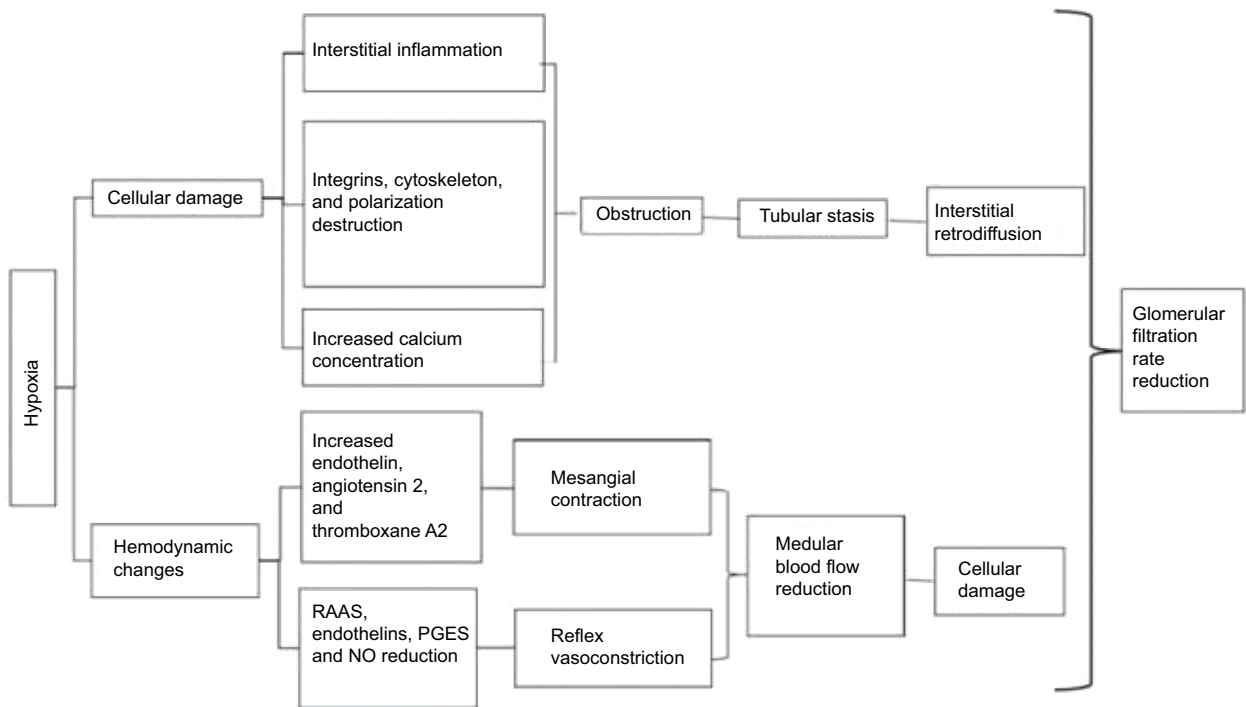 Hypoxia
Cellular damage
Interstitial inflammation
Integrins, cytoskeleton,
and polarization
destruction
Increased calcium
concentration
Obstruction
Tubular stasis
Interstitial
retrodiffusion
Hemodynamic
changes
Increased
endothelin,
angiotensin 2,
and
thromboxane A2
Mesangial
contraction
RAAS,
endothelins, PGES
and NO reduction
Reflex
vasoconstriction
Medular
blood flow
reduction
Cellular
damage
Glomerular
filtration
rate
reduction